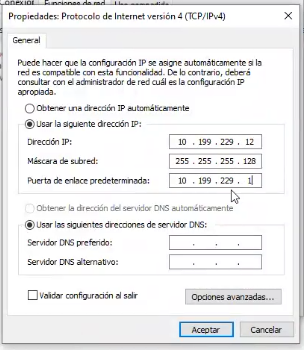 Funciones de red
Propiedades: Protocolo de Internet versión 4 (TCP/IPv4)
General
Puede hacer que la configuración IP se asigne automáticamente si la
red es compatible con esta funcionalidad. De lo contrario, deberá
consultar con el administrador de red cuál es la configuración IP
apropiada.
Obtener una dirección IP automáticamente
Usar la siguiente dirección IP:
Dirección IP: 10 . 199 . 229 . 12
Máscara de subred: 255 . 255 . 255 . 128
Puerta de enlace predeterminada: 10 . 199 . 229 . 1
Obtener la dirección del servidor DNS automáticamente
Usar las siguientes direcciones de servidor DNS:
Servidor DNS preferido: . . .
Servidor DNS alternativo: . . .
Validar configuración al salir
Opciones avanzadas...
Aceptar Cancelar